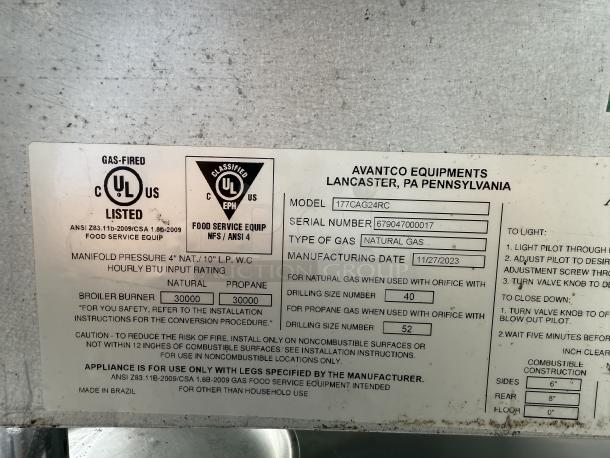 GAS-FIRED
C UL US
LISTED
ANSI Z83.11b-2009/CSA 1.8B-2009
FOOD SERVICE EQUIP
CLASSIFIED
C UL US
EPH
FOOD SERVICE EQUIP
NFS / ANSI 4
MANIFOLD PRESSURE 4" NAT./ 10" L.P. W.C
HOURLY BTU INPUT RATING
NATURAL PROPANE
BROILER BURNER 30000 30000
"FOR YOU SAFETY, REFER TO THE INSTALLATION
INSTRUCTIONS FOR THE CONVERSION PROCEDURE."
AVANTCO EQUIPMENTS
LANCASTER, PA PENNSYLVANIA
MODEL 177CAG24RC
SERIAL NUMBER 679047000017
TYPE OF GAS NATURAL GAS
MANUFACTURING DATE 11/27/2023
FOR NATURAL GAS WHEN USED WITH ORIFICE WITH
DRILLING SIZE NUMBER 40
FOR PROPANE GAS WHEN USED WITH ORIFICE WITH
DRILLING SIZE NUMBER 52
CAUTION - TO REDUCE THE RISK OF FIRE, INSTALL ONLY ON NONCOMBUSTIBLE SURFACES OR
NOT WITHIN 12 INCHES OF COMBUSTIBLE SURFACES. SEE INSTALLATION INSTRUCTIONS.
FOR USE IN NONCOMBUSTIBLE LOCATIONS ONLY.
APPLIANCE IS FOR USE ONLY WITH LEGS SPECIFIED BY THE MANUFACTURER.
ANSI Z83.11B-2009/CSA 1.8B-2009 GAS FOOD SERVICE EQUIPMENT INTENDED
MADE IN BRAZIL FOR OTHER THAN HOUSEHOLD USE
TO LIGHT:
1. LIGHT PILOT THROUGH
2. ADJUST PILOT TO DESIR
ADJUSTMENT SCREW THRO
3. TURN VALVE KNOB TO
TO CLOSE DOWN:
1. TURN VALVE KNOB TO OF
BLOW OUT PILOT.
2.WAIT FIVE MINUTES BEFORE
INCH CLEAR
COMBUSTIBLE
CONSTRUCTION
SIDES 6"
REAR 8"
FLOOR 0"